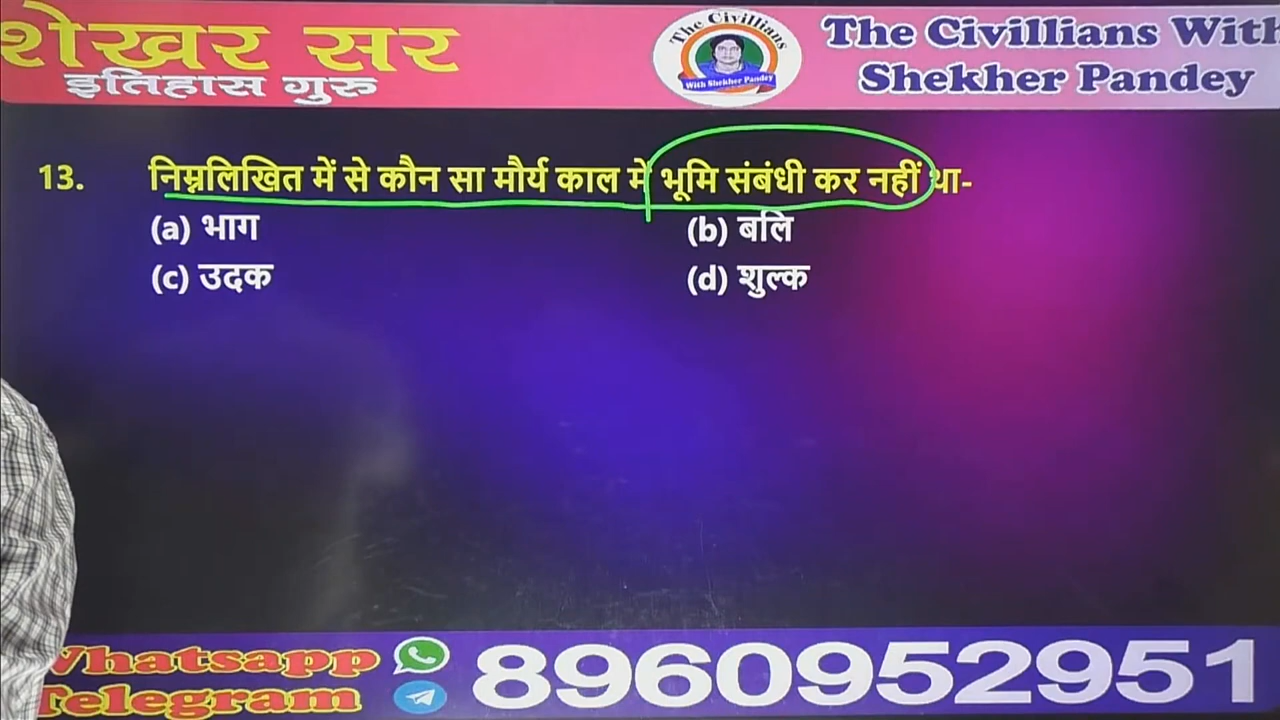 शेखर सर
इतिहास गुरु
The Civillians
With Shekher Pandey
The Civillians With
Shekher Pandey
13. निम्नलिखित में से कौन सा मौर्य काल में भूमि संबंधी कर नहीं था-
(a) भाग (b) बलि
(c) उदक (d) शुल्क
Whatsapp
Telegram
8960952951